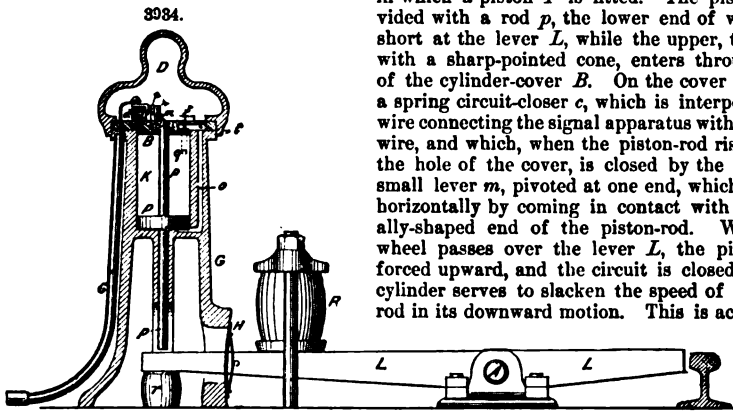 3934.
in which a piston P is fitted. The pis
vided with a rod p, the lower end of w
short at the lever L, while the upper, t
with a sharp-pointed cone, enters throu
of the cylinder-cover B. On the cover
a spring circuit-closer c, which is interp
wire connecting the signal apparatus with
wire, and which, when the piston-rod ris
the hole of the cover, is closed by the
small lever m, pivoted at one end, which
horizontally by coming in contact with
ally-shaped end of the piston-rod. W
wheel passes over the lever L, the pi
forced upward, and the circuit is closed
cylinder serves to slacken the speed of
rod in its downward motion. This is ac
D
B
K
P
P
O
G
G
P
H
R
L
L
A